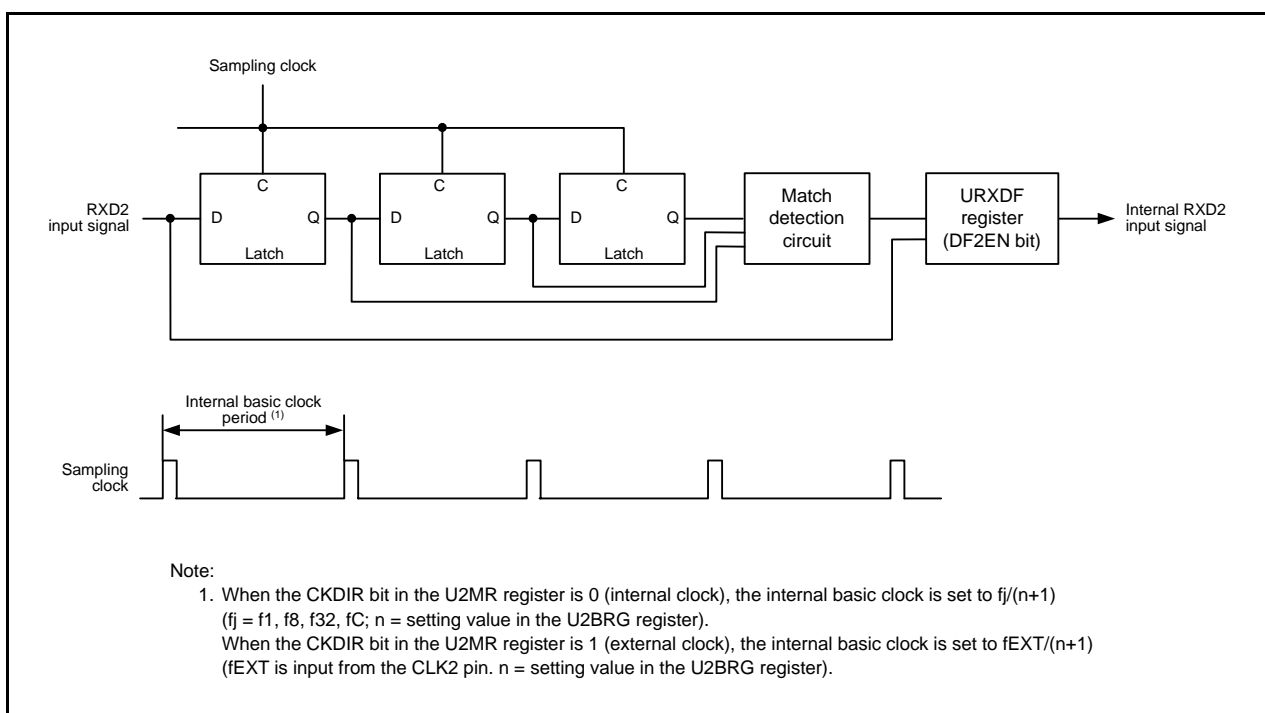 Sampling clock
C
C
C
RXD2
input signal
D
Q
D
Q
D
Q
Latch
Latch
Latch
Match
detection
circuit
URXDF
register
(DF2EN bit)
Internal RXD2
input signal
Internal basic clock
period (1)
Sampling
clock
Note:
1. When the CKDIR bit in the U2MR register is 0 (internal clock), the internal basic clock is set to fj/(n+1)
(fj = f1, f8, f32, fC; n = setting value in the U2BRG register).
When the CKDIR bit in the U2MR register is 1 (external clock), the internal basic clock is set to fEXT/(n+1)
(fEXT is input from the CLK2 pin. n = setting value in the U2BRG register).